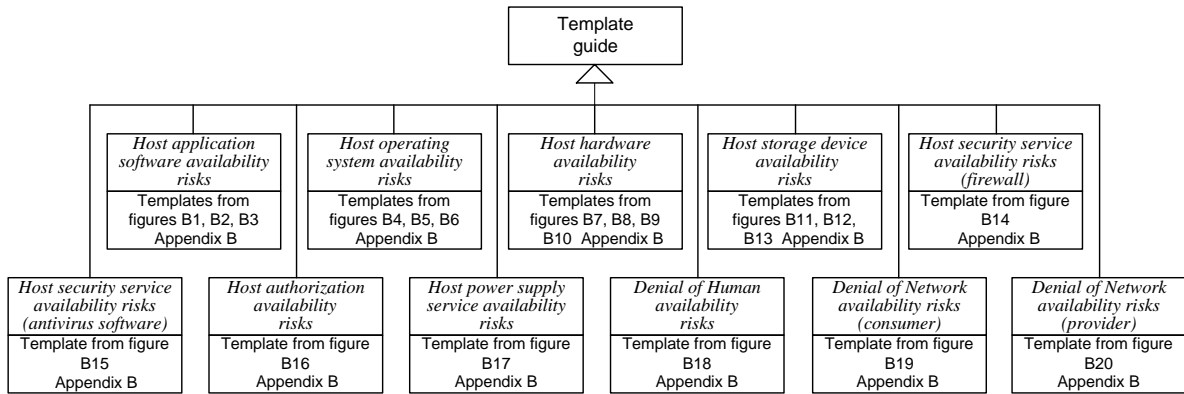 Template
guide
Host application
software availability
risks
Templates from
figures B1, B2, B3
Appendix B
Host operating
system availability
risks
Templates from
figures B4, B5, B6
Appendix B
Host hardware
availability
risks
Templates from
figures B7, B8, B9
B10 Appendix B
Host storage device
availability
risks
Templates from
figures B11, B12,
B13 Appendix B
Host security service
availability risks
(firewall)
Template from figure
B14
Appendix B
Host security service
availability risks
(antivirus software)
Template from figure
B15
Appendix B
Host authorization
availability
risks
Template from figure
B16
Appendix B
Host power supply
service availability
risks
Template from figure
B17
Appendix B
Denial of Human
availability
risks
Template from figure
B18
Appendix B
Denial of Network
availability risks
(consumer)
Template from figure
B19
Appendix B
Denial of Network
availability risks
(provider)
Template from figure
B20
Appendix B